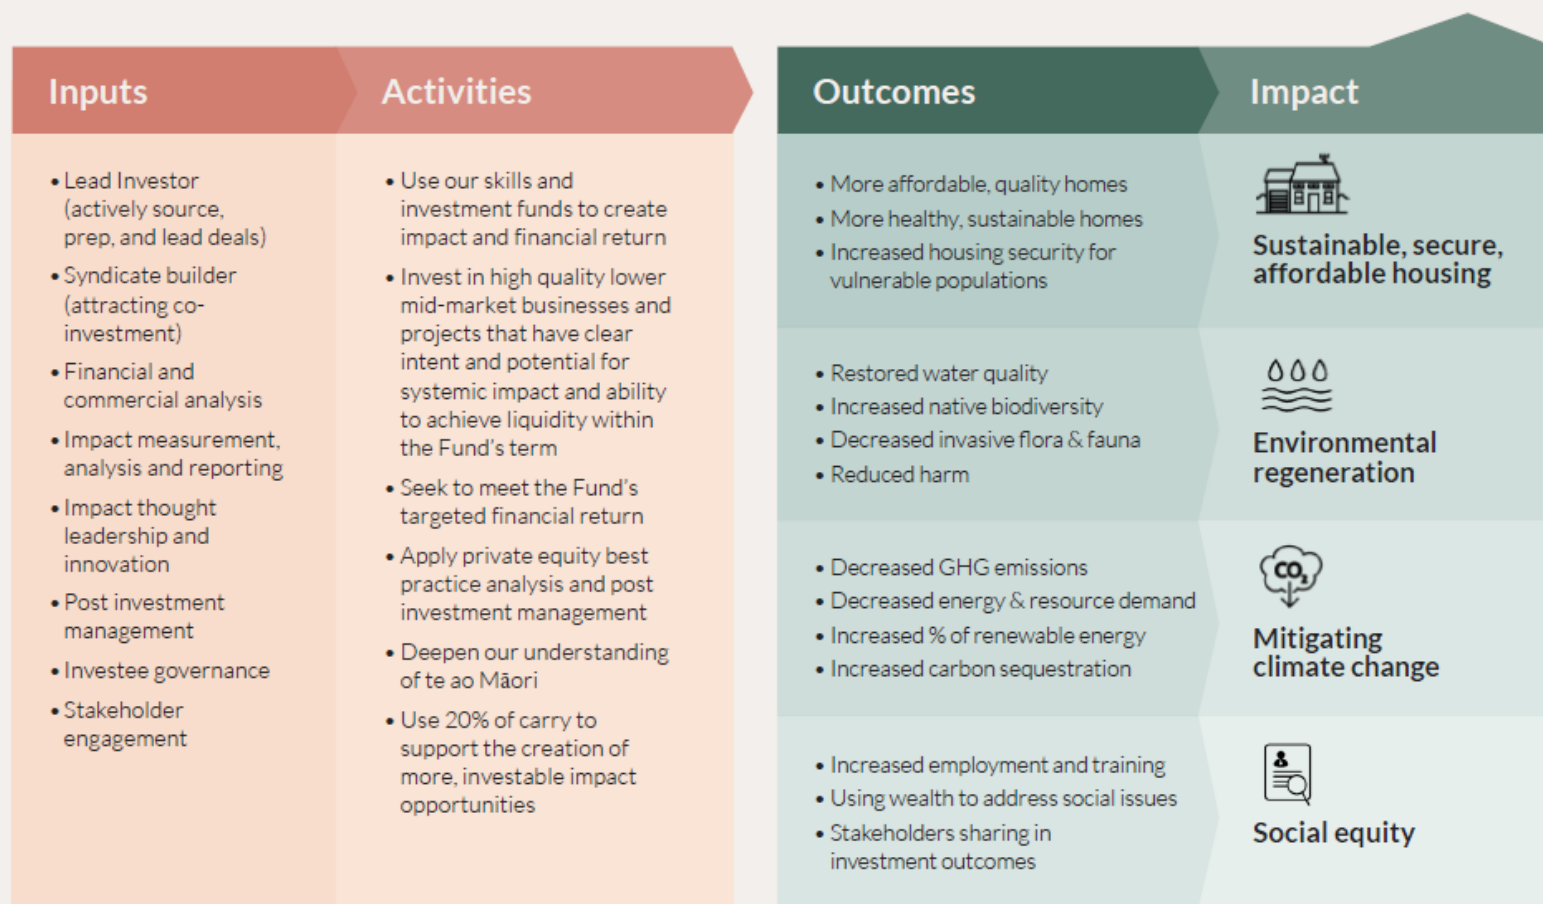 Inputs
• Lead Investor
(actively source,
prep, and lead deals)
• Syndicate builder
(attracting co-
investment)
• Financial and
commercial analysis
• Impact measurement,
analysis and reporting
• Impact thought
leadership and
innovation
• Post investment
management
• Investee governance
• Stakeholder
engagement
Activities
• Use our skills and
investment funds to create
impact and financial return
• Invest in high quality lower
mid-market businesses and
projects that have clear
intent and potential for
systemic impact and ability
to achieve liquidity within
the Fund's term
• Seek to meet the Fund's
targeted financial return
• Apply private equity best
practice analysis and post
investment management
• Deepen our understanding
of te ao Māori
• Use 20% of carry to
support the creation of
more, investable impact
opportunities
Outcomes
Impact
• More affordable, quality homes
• More healthy, sustainable homes
• Increased housing security for
vulnerable populations
Sustainable, secure,
affordable housing
• Restored water quality
• Increased native biodiversity
• Decreased invasive flora & fauna
• Reduced harm
Environmental
regeneration
• Decreased GHG emissions
• Decreased energy & resource demand
• Increased % of renewable energy
• Increased carbon sequestration
CO2
Mitigating
climate change
• Increased employment and training
• Using wealth to address social issues
• Stakeholders sharing in
investment outcomes
Social equity